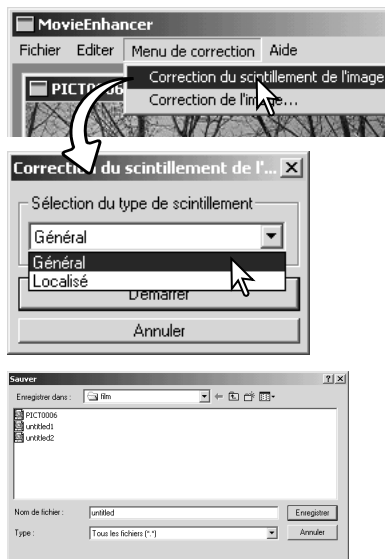 MovieEnhancer
Fichier Editer Menu de correction Aide
Correction du scintillement de l'image
Correction de l'im
PICT0006
Correction du scintillement de l'...
Sélection du type de scintillement
Général
Général
Localisé
Démarrer
Annuler
Sauver
Enregistrer dans : film
PICT0006
untitled1
untitled2
Nom de fichier : untitled Enregistrer
Type : Tous les fichiers (*.*) Annuler